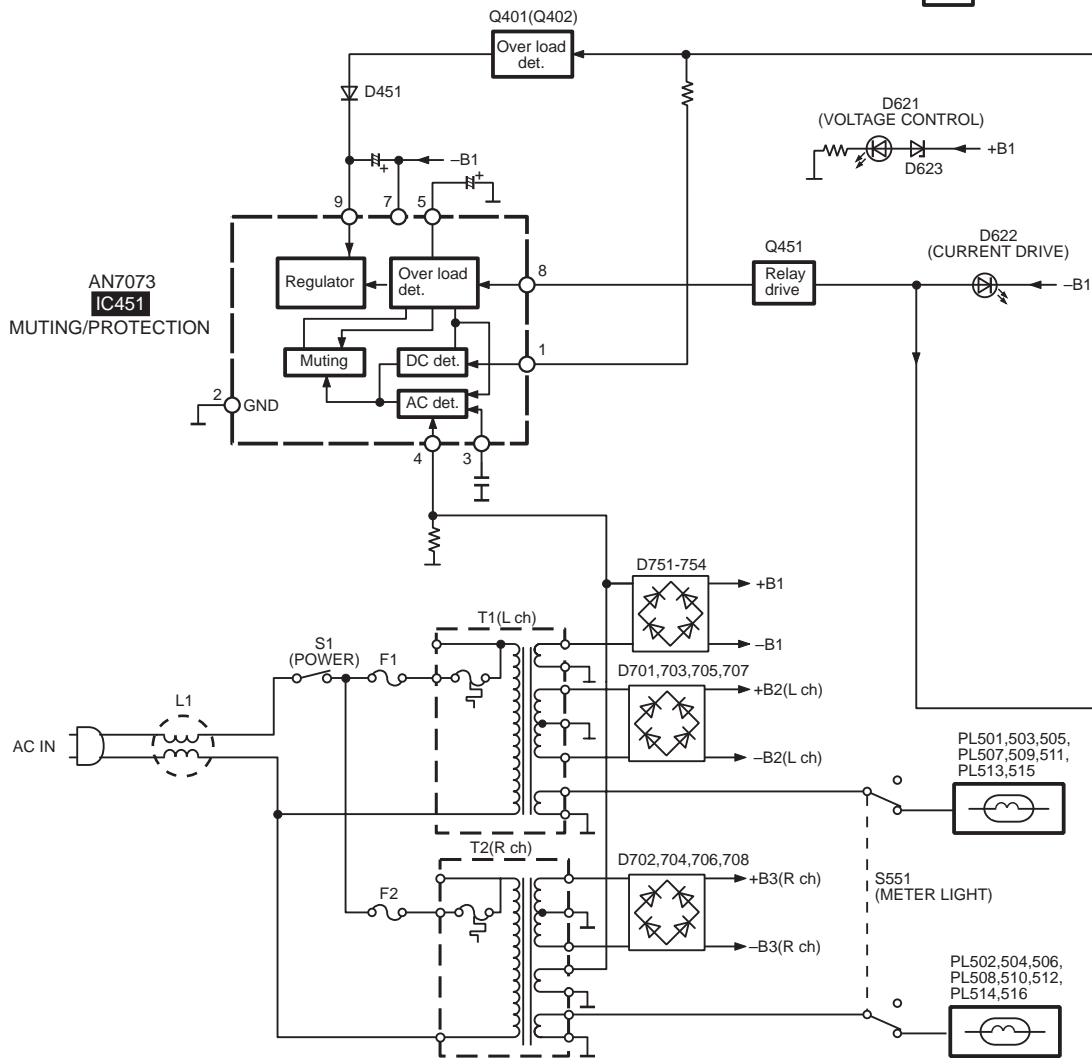 Q401(Q402)
Over load
det.
D451
D621
(VOLTAGE CONTROL)
+B1
D623
–B1
+
+
9
7
5
AN7073
IC451
MUTING/PROTECTION
Regulator
Over load
det.
8
Q451
Relay
drive
D622
(CURRENT DRIVE)
–B1
Muting
DC det.
1
AC det.
2
GND
4
3
D751-754
+B1
–B1
T1(L ch)
S1
(POWER)
F1
L1
AC IN
D701,703,705,707
+B2(L ch)
–B2(L ch)
PL501,503,505,
PL507,509,511,
PL513,515
T2(R ch)
F2
D702,704,706,708
+B3(R ch)
–B3(R ch)
S551
(METER LIGHT)
PL502,504,506,
PL508,510,512,
PL514,516